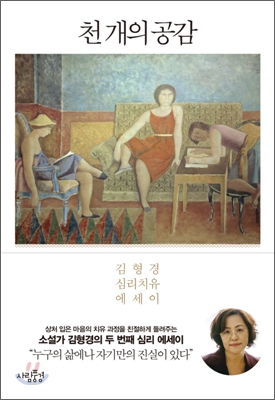 천 개의 공감
김 형 경
심리치유
에 세 이
상처 입은 마음의 치유 과정을 친절하게 들려주는
소설가 김형경의 두 번째 심리 에세이
“누구의 삶에나 자기만의 진실이 있다”
사람풍경